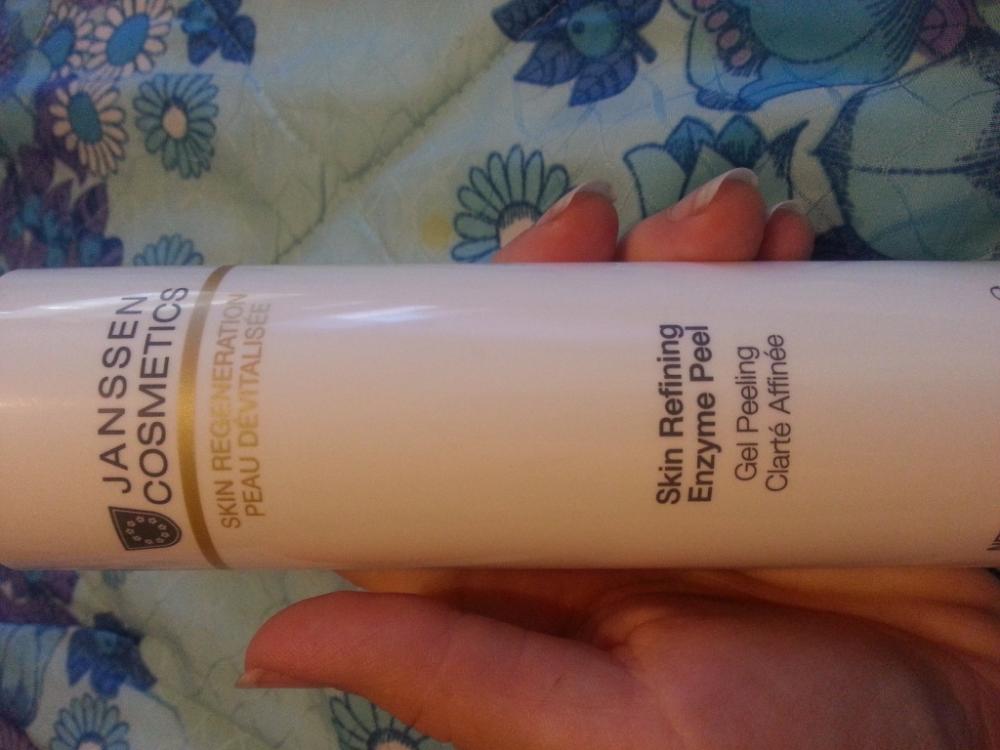 JANSSEN
COSMETICS
SKIN REGENERATION
PEAU DÉVITALISÉE
Skin Refining
Enzyme Peel
Gel Peeling
Clarté Affinée